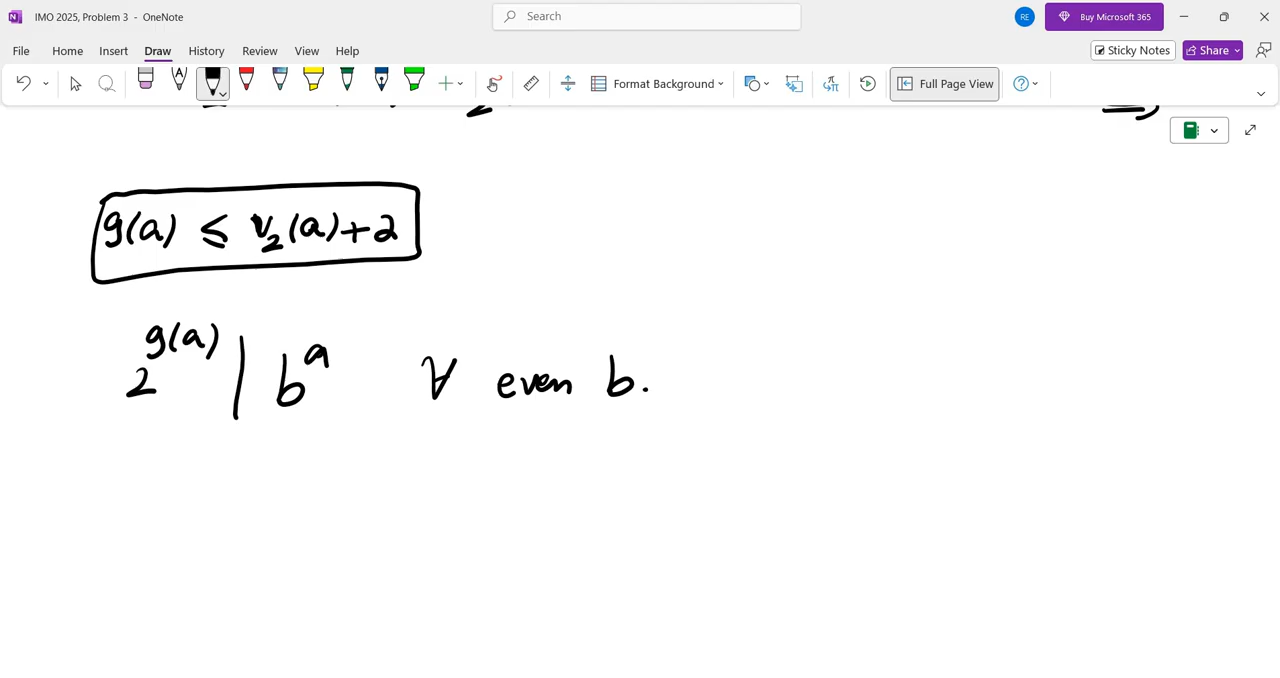 IMO 2025, Problem 3 - OneNote
Search
RE
Buy Microsoft 365
File Home Insert Draw History Review View Help
Sticky Notes
Share
Format Background
Full Page View
g(a) ≤ v₂(a)+2
2^g(a) | b^a ∀ even b.